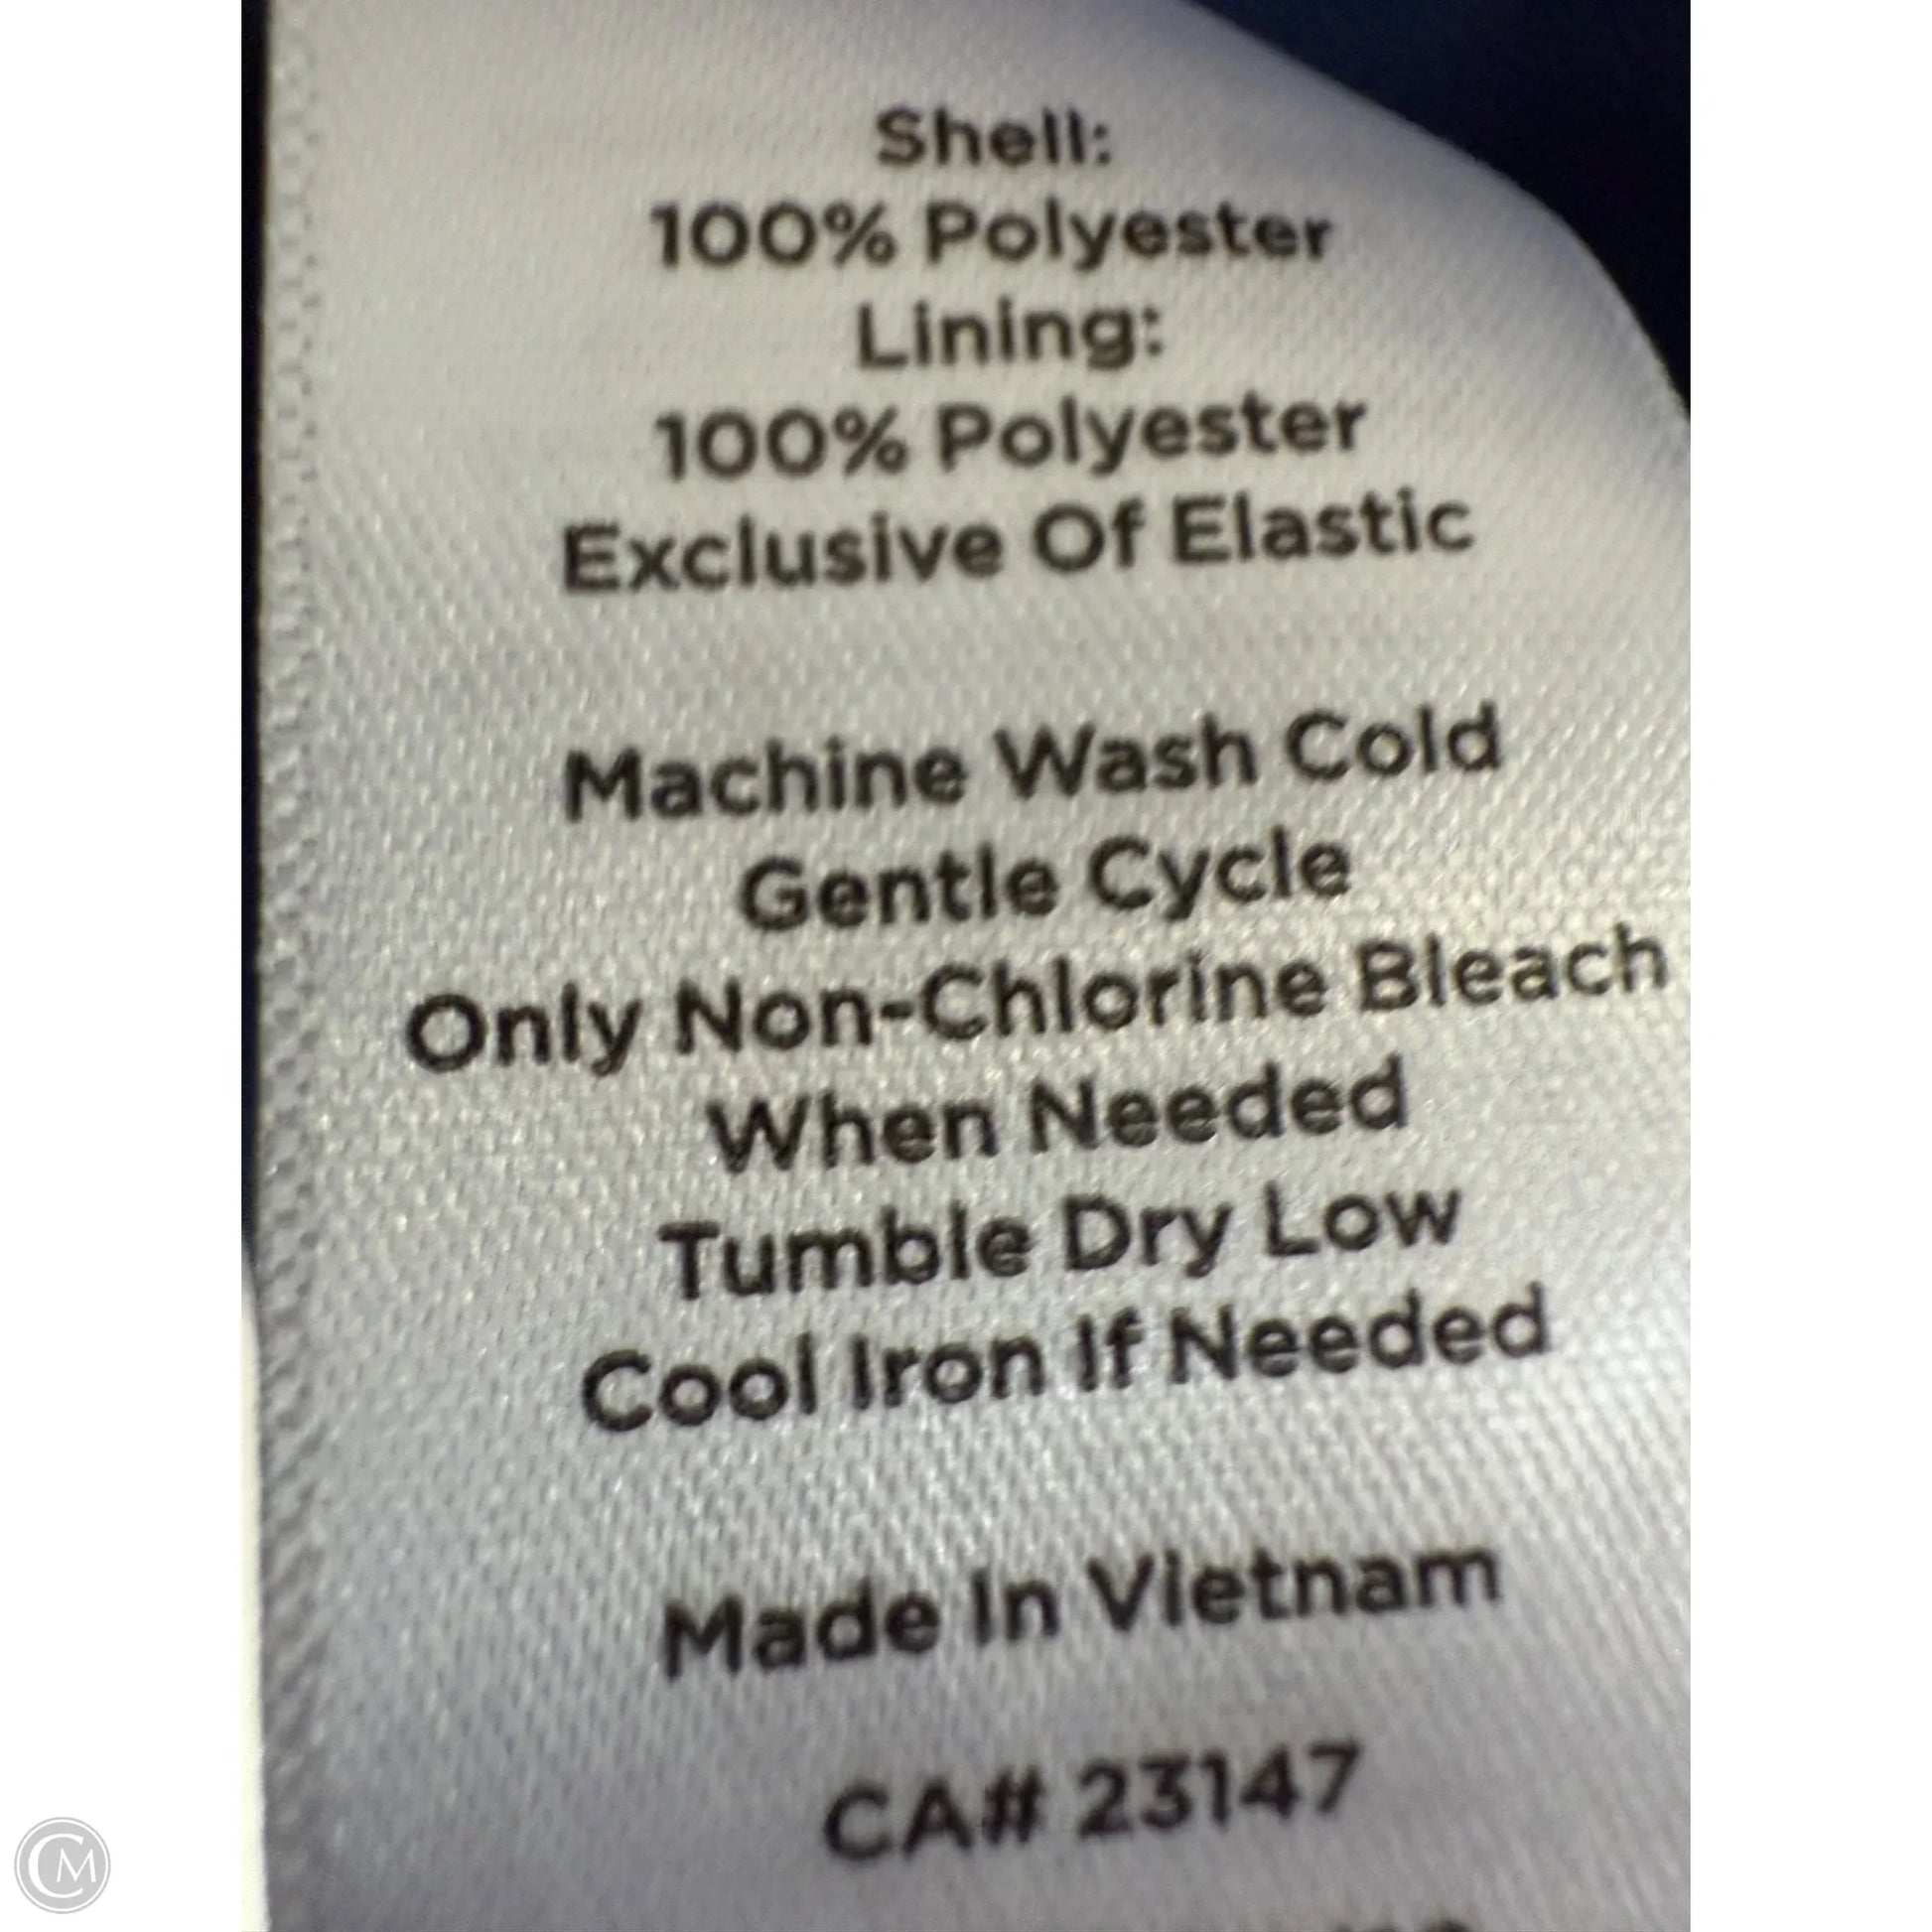 Shell:
100% Polyester
Lining:
100% Polyester
Exclusive Of Elastic
Machine Wash Cold
Gentle Cycle
Only Non-Chlorine Bleach
When Needed
Tumble Dry Low
Cool Iron If Needed
Made In Vietnam
CA# 23147
CM